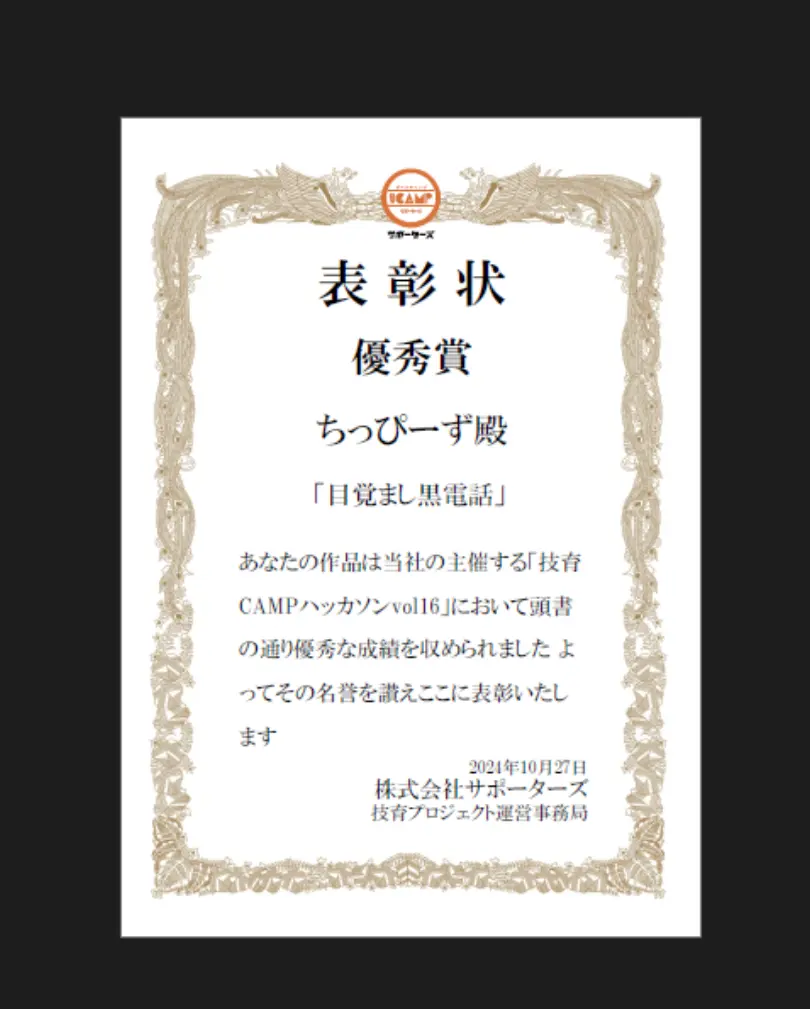 CAMP
サポーターズ
表彰状
優秀賞
ちっぴーず殿
「目覚まし黒電話」
あなたの作品は当社の主催する「技育
CAMPハッカソンvol16」において頭書
の通り優秀な成績を収められました よ
ってその名誉を讃えここに表彰いたし
ます
2024年10月27日
株式会社サポーターズ
技育プロジェクト運営事務局